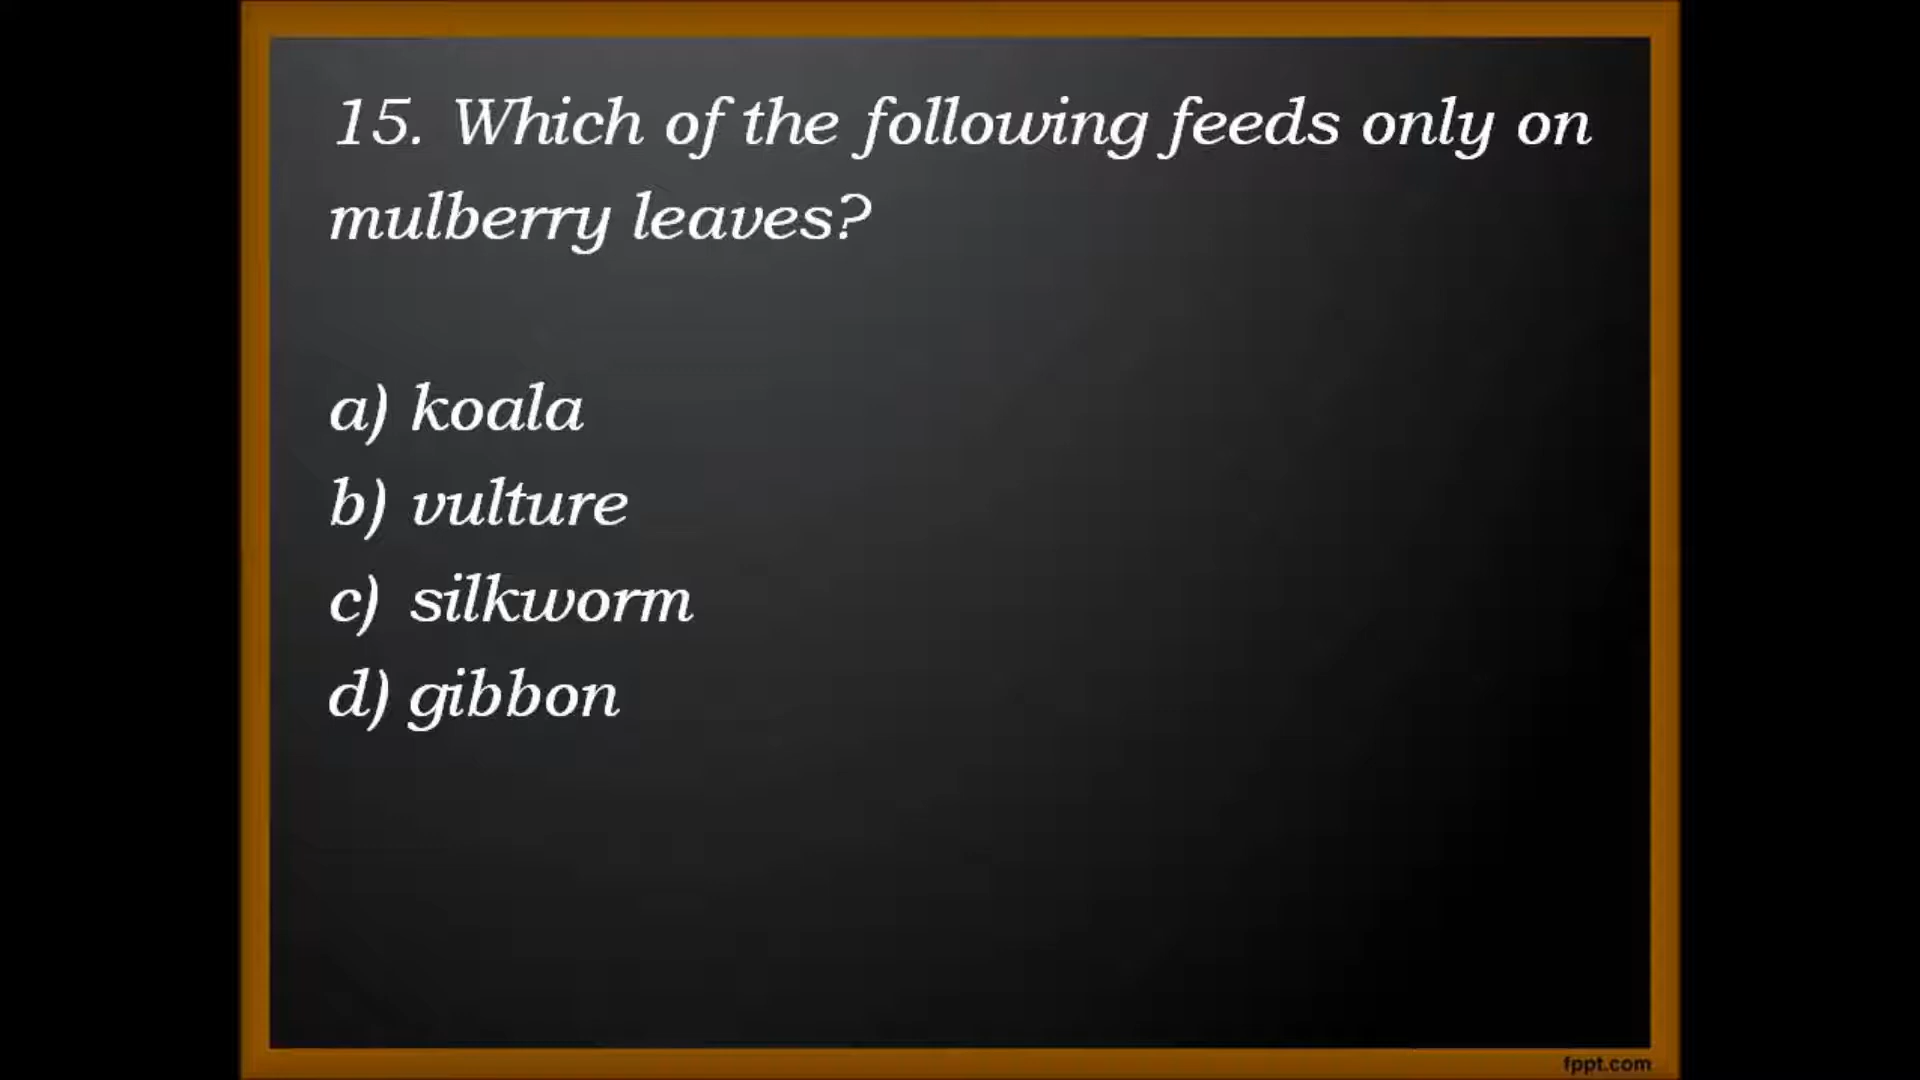 15. Which of the following feeds only on
mulberry leaves?
a) koala
b) vulture
c) silkworm
d) gibbon
fppt.com